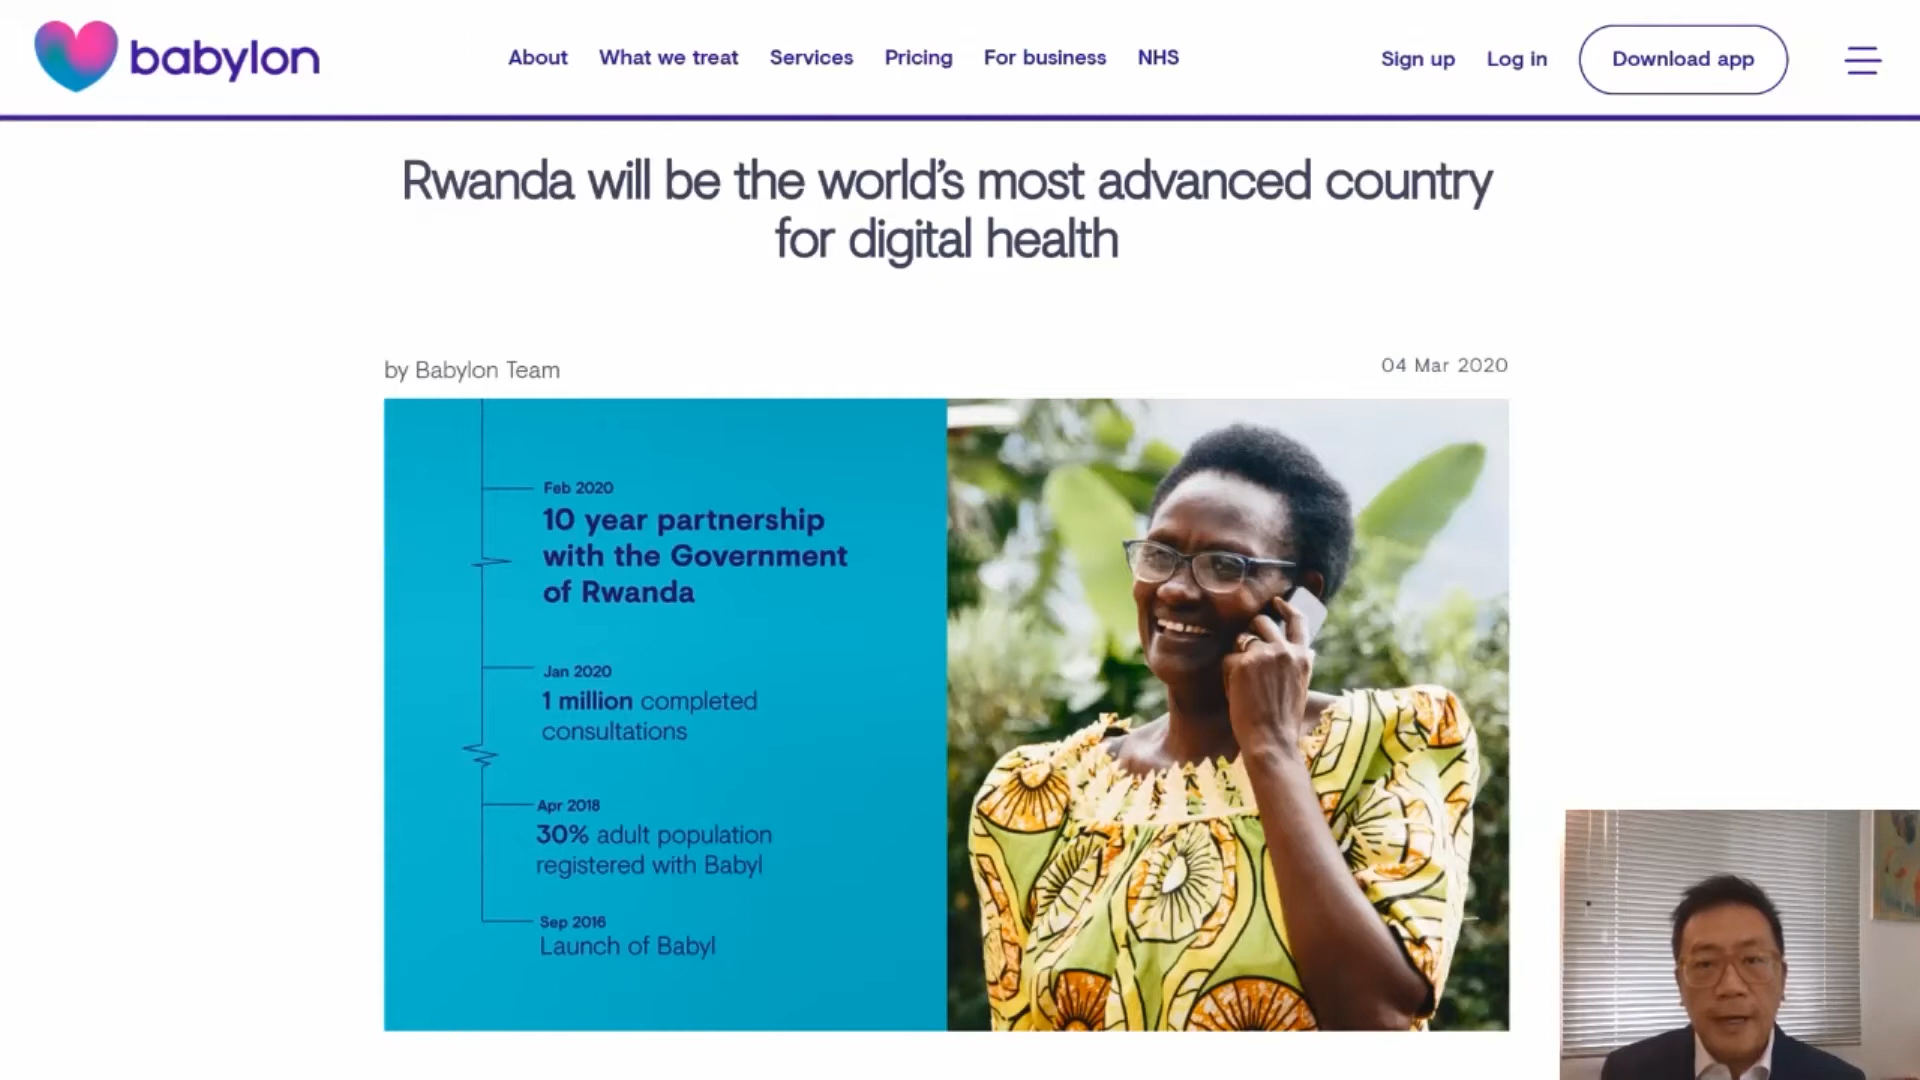 babylon
About What we treat Services Pricing For business NHS Sign up Log in Download app
Rwanda will be the world's most advanced country
for digital health
by Babylon Team
04 Mar 2020
Feb 2020
10 year partnership
with the Government
of Rwanda
Jan 2020
1 million completed
consultations
Apr 2018
30% adult population
registered with Babyl
Sep 2016
Launch of Babyl